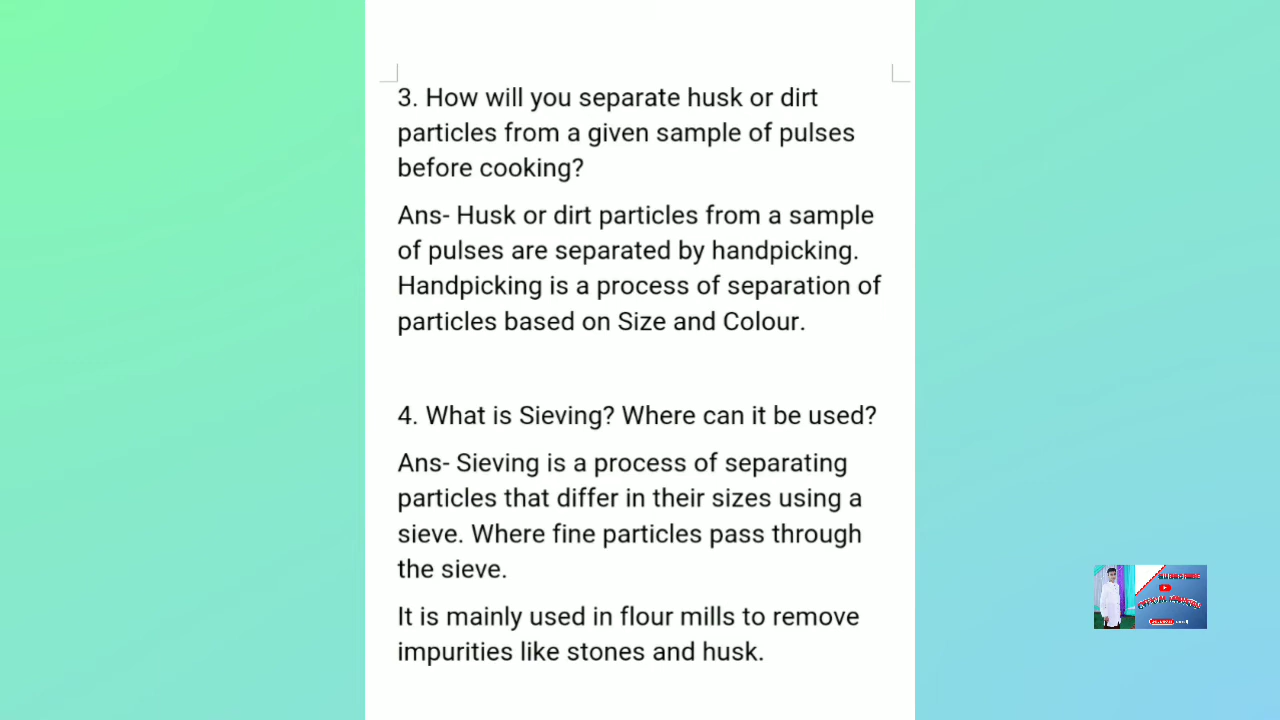 3. How will you separate husk or dirt
particles from a given sample of pulses
before cooking?
Ans- Husk or dirt particles from a sample
of pulses are separated by handpicking.
Handpicking is a process of separation of
particles based on Size and Colour.
4. What is Sieving? Where can it be used?
Ans- Sieving is a process of separating
particles that differ in their sizes using a
sieve. Where fine particles pass through
the sieve.
It is mainly used in flour mills to remove
impurities like stones and husk.